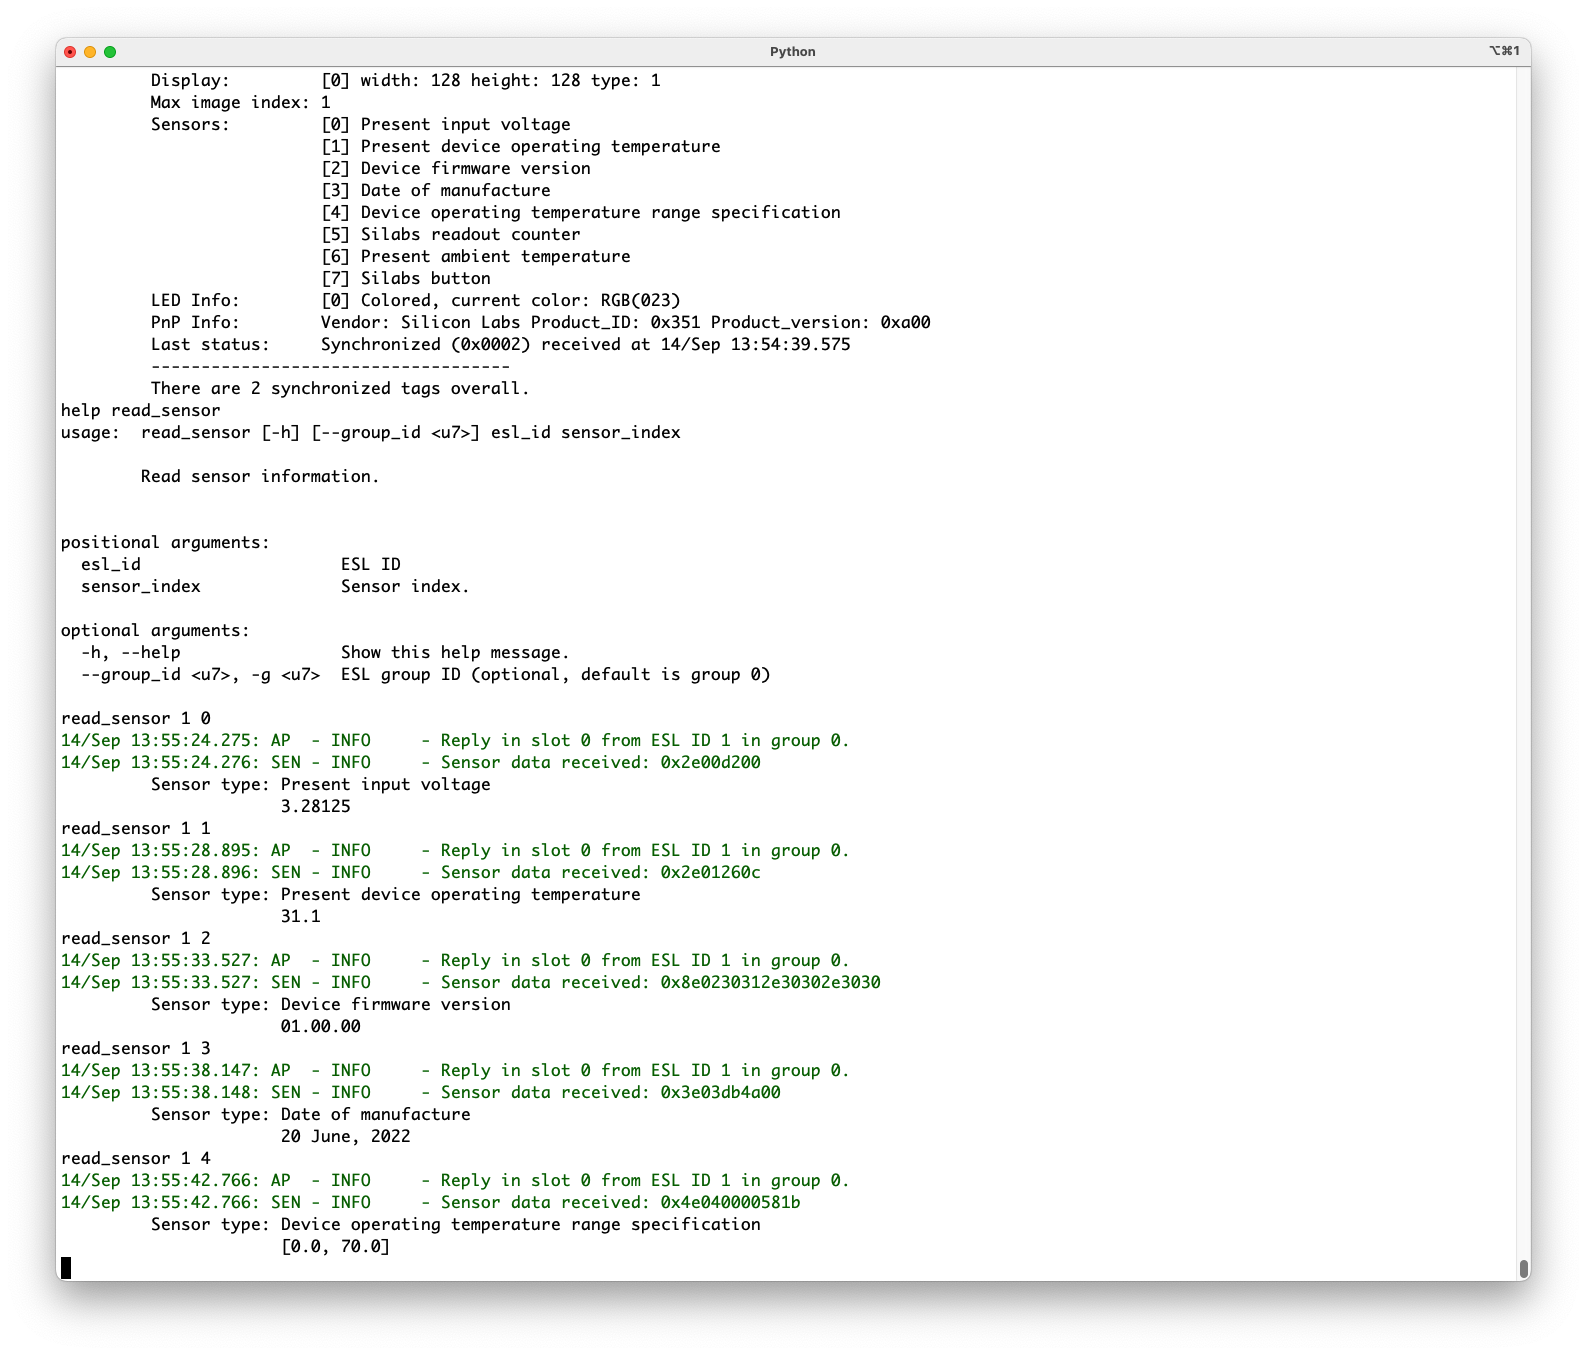 Python
⌥⌘1
Display: [0] width: 128 height: 128 type: 1
Max image index: 1
Sensors: [0] Present input voltage
[1] Present device operating temperature
[2] Device firmware version
[3] Date of manufacture
[4] Device operating temperature range specification
[5] Silabs readout counter
[6] Present ambient temperature
[7] Silabs button
LED Info: [0] Colored, current color: RGB(023)
PnP Info: Vendor: Silicon Labs Product_ID: 0x351 Product_version: 0xa00
Last status: Synchronized (0x0002) received at 14/Sep 13:54:39.575
------------------------------------
There are 2 synchronized tags overall.
help read_sensor
usage: read_sensor [-h] [--group_id <u7>] esl_id sensor_index
Read sensor information.
positional arguments:
esl_id ESL ID
sensor_index Sensor index.
optional arguments:
-h, --help Show this help message.
--group_id <u7>, -g <u7> ESL group ID (optional, default is group 0)
read_sensor 1 0
14/Sep 13:55:24.275: AP - INFO - Reply in slot 0 from ESL ID 1 in group 0.
14/Sep 13:55:24.276: SEN - INFO - Sensor data received: 0x2e00d200
Sensor type: Present input voltage
3.28125
read_sensor 1 1
14/Sep 13:55:28.895: AP - INFO - Reply in slot 0 from ESL ID 1 in group 0.
14/Sep 13:55:28.896: SEN - INFO - Sensor data received: 0x2e01260c
Sensor type: Present device operating temperature
31.1
read_sensor 1 2
14/Sep 13:55:33.527: AP - INFO - Reply in slot 0 from ESL ID 1 in group 0.
14/Sep 13:55:33.527: SEN - INFO - Sensor data received: 0x8e0230312e30302e3030
Sensor type: Device firmware version
01.00.00
read_sensor 1 3
14/Sep 13:55:38.147: AP - INFO - Reply in slot 0 from ESL ID 1 in group 0.
14/Sep 13:55:38.148: SEN - INFO - Sensor data received: 0x3e03db4a00
Sensor type: Date of manufacture
20 June, 2022
read_sensor 1 4
14/Sep 13:55:42.766: AP - INFO - Reply in slot 0 from ESL ID 1 in group 0.
14/Sep 13:55:42.766: SEN - INFO - Sensor data received: 0x4e040000581b
Sensor type: Device operating temperature range specification
[0.0, 70.0]